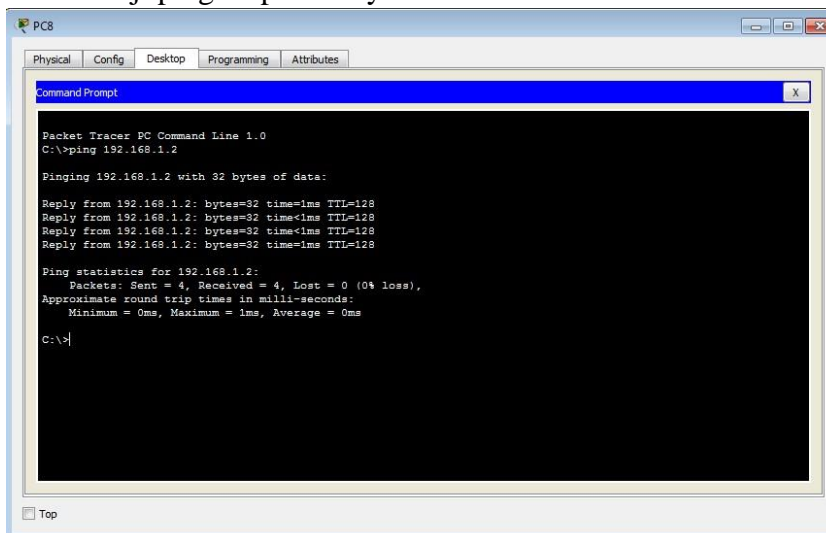 PC8
Physical Config Desktop Programming Attributes
Command Prompt
X
Packet Tracer PC Command Line 1.0
C:\>ping 192.168.1.2
Pinging 192.168.1.2 with 32 bytes of data:
Reply from 192.168.1.2: bytes=32 time=1ms TTL=128
Reply from 192.168.1.2: bytes=32 time<1ms TTL=128
Reply from 192.168.1.2: bytes=32 time<1ms TTL=128
Reply from 192.168.1.2: bytes=32 time=1ms TTL=128
Ping statistics for 192.168.1.2:
Packets: Sent = 4, Received = 4, Lost = 0 (0% loss),
Approximate round trip times in milli-seconds:
Minimum = 0ms, Maximum = 1ms, Average = 0ms
C:\>
Top